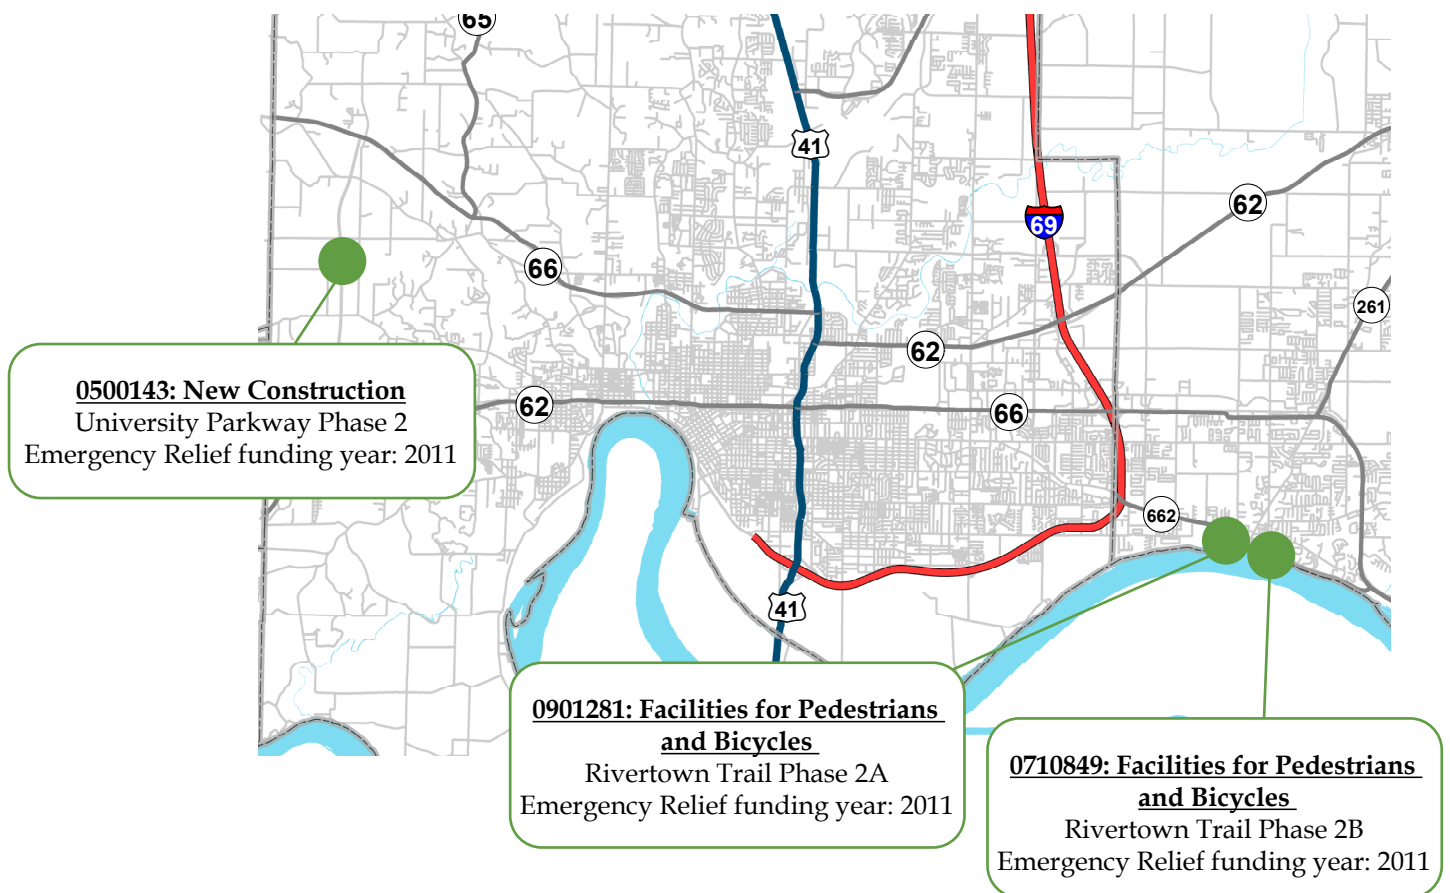 65
41
62
69
66
261
62
62
66
662
41
0500143: New Construction
University Parkway Phase 2
Emergency Relief funding year: 2011
0901281: Facilities for Pedestrians
and Bicycles
Rivertown Trail Phase 2A
Emergency Relief funding year: 2011
0710849: Facilities for Pedestrians
and Bicycles
Rivertown Trail Phase 2B
Emergency Relief funding year: 2011